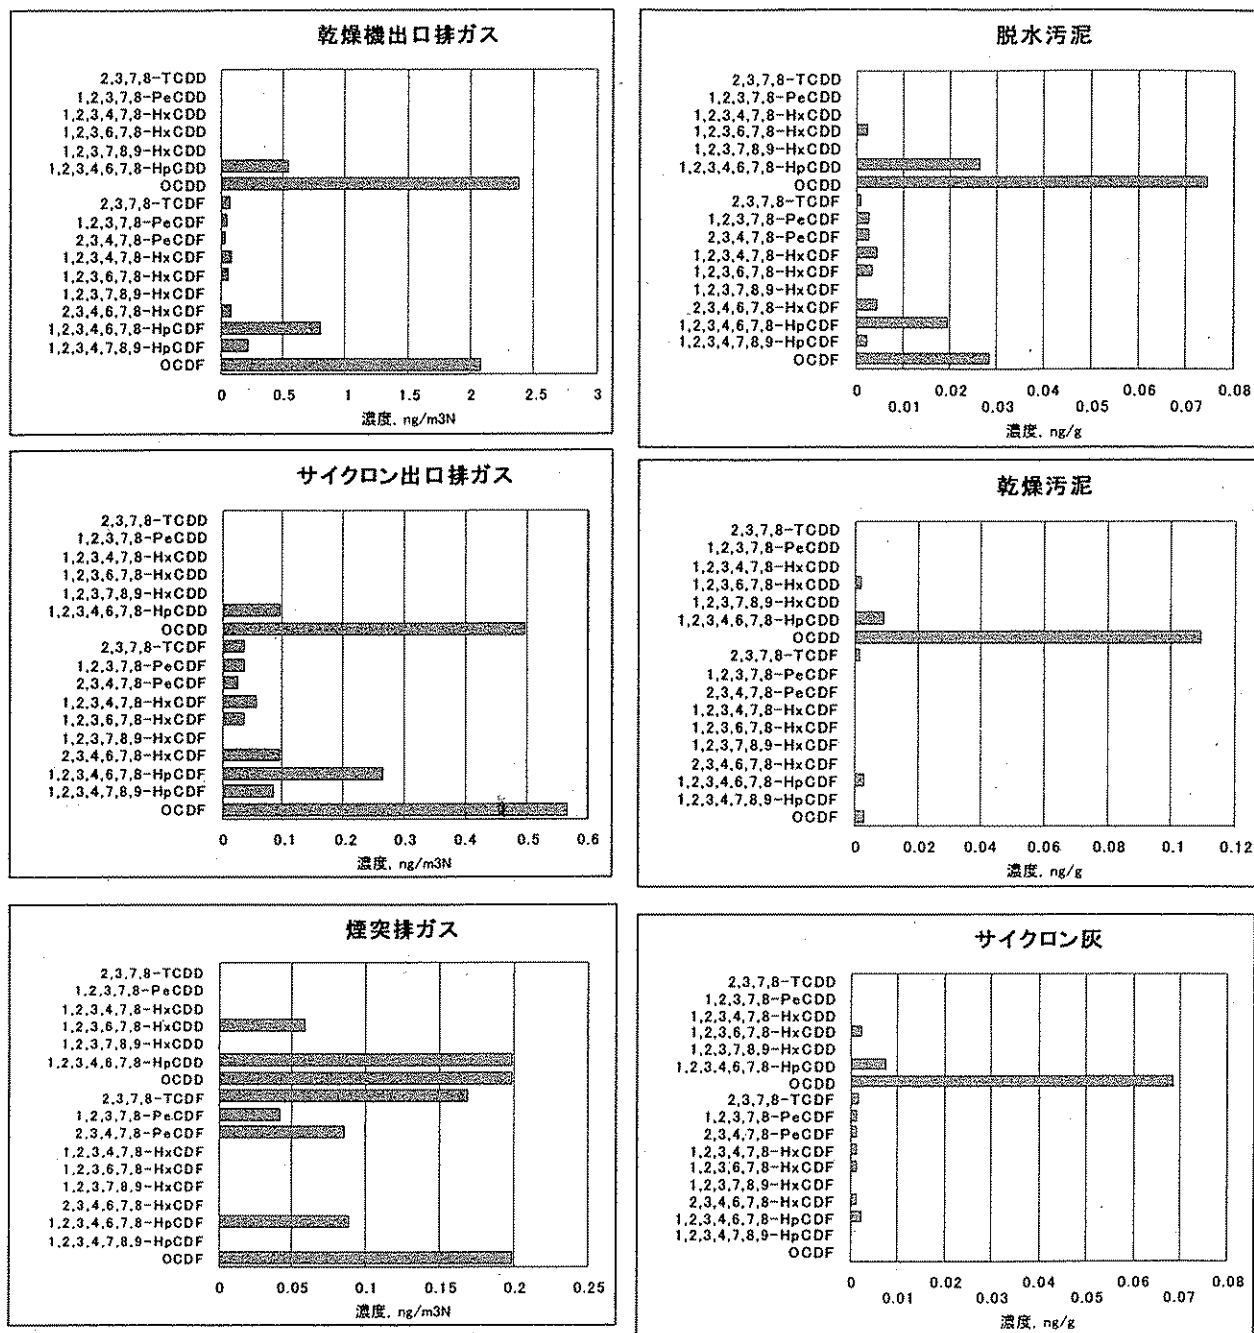 乾燥機出口排ガス
2,3,7,8-TCDD
1,2,3,7,8-PeCDD
1,2,3,4,7,8-HxCDD
1,2,3,6,7,8-HxCDD
1,2,3,7,8,9-HxCDD
1,2,3,4,6,7,8-HpCDD
OCDD
2,3,7,8-TCDF
1,2,3,7,8-PeCDF
2,3,4,7,8-PeCDF
1,2,3,4,7,8-HxCDF
1,2,3,6,7,8-HxCDF
1,2,3,7,8,9-HxCDF
2,3,4,6,7,8-HxCDF
1,2,3,4,6,7,8-HpCDF
1,2,3,4,7,8,9-HpCDF
OCDF
0 0.5 1 1.5 2 2.5 3
濃度, ng/m3N
脱水汚泥
2,3,7,8-TCDD
1,2,3,7,8-PeCDD
1,2,3,4,7,8-HxCDD
1,2,3,6,7,8-HxCDD
1,2,3,7,8,9-HxCDD
1,2,3,4,6,7,8-HpCDD
OCDD
2,3,7,8-TCDF
1,2,3,7,8-PeCDF
2,3,4,7,8-PeCDF
1,2,3,4,7,8-HxCDF
1,2,3,6,7,8-HxCDF
1,2,3,7,8,9-HxCDF
2,3,4,6,7,8-HxCDF
1,2,3,4,6,7,8-HpCDF
1,2,3,4,7,8,9-HpCDF
OCDF
0 0.02 0.04 0.06 0.08
0.01 0.03 0.05 0.07
濃度, ng/g
サイクロン出口排ガス
2,3,7,8-TCDD
1,2,3,7,8-PeCDD
1,2,3,4,7,8-HxCDD
1,2,3,6,7,8-HxCDD
1,2,3,7,8,9-HxCDD
1,2,3,4,6,7,8-HpCDD
OCDD
2,3,7,8-TCDF
1,2,3,7,8-PeCDF
2,3,4,7,8-PeCDF
1,2,3,4,7,8-HxCDF
1,2,3,6,7,8-HxCDF
1,2,3,7,8,9-HxCDF
2,3,4,6,7,8-HxCDF
1,2,3,4,6,7,8-HpCDF
1,2,3,4,7,8,9-HpCDF
OCDF
0 0.1 0.2 0.3 0.4 0.5 0.6
濃度, ng/m3N
乾燥汚泥
2,3,7,8-TCDD
1,2,3,7,8-PeCDD
1,2,3,4,7,8-HxCDD
1,2,3,6,7,8-HxCDD
1,2,3,7,8,9-HxCDD
1,2,3,4,6,7,8-HpCDD
OCDD
2,3,7,8-TCDF
1,2,3,7,8-PeCDF
2,3,4,7,8-PeCDF
1,2,3,4,7,8-HxCDF
1,2,3,6,7,8-HxCDF
1,2,3,7,8,9-HxCDF
2,3,4,6,7,8-HxCDF
1,2,3,4,6,7,8-HpCDF
1,2,3,4,7,8,9-HpCDF
OCDF
0 0.02 0.04 0.06 0.08 0.1 0.12
濃度, ng/g
煙突排ガス
2,3,7,8-TCDD
1,2,3,7,8-PeCDD
1,2,3,4,7,8-HxCDD
1,2,3,6,7,8-HxCDD
1,2,3,7,8,9-HxCDD
1,2,3,4,6,7,8-HpCDD
OCDD
2,3,7,8-TCDF
1,2,3,7,8-PeCDF
2,3,4,7,8-PeCDF
1,2,3,4,7,8-HxCDF
1,2,3,6,7,8-HxCDF
1,2,3,7,8,9-HxCDF
2,3,4,6,7,8-HxCDF
1,2,3,4,6,7,8-HpCDF
1,2,3,4,7,8,9-HpCDF
OCDF
0 0.05 0.1 0.15 0.2 0.25
濃度, ng/m3N
サイクロン灰
2,3,7,8-TCDD
1,2,3,7,8-PeCDD
1,2,3,4,7,8-HxCDD
1,2,3,6,7,8-HxCDD
1,2,3,7,8,9-HxCDD
1,2,3,4,6,7,8-HpCDD
OCDD
2,3,7,8-TCDF
1,2,3,7,8-PeCDF
2,3,4,7,8-PeCDF
1,2,3,4,7,8-HxCDF
1,2,3,6,7,8-HxCDF
1,2,3,7,8,9-HxCDF
2,3,4,6,7,8-HxCDF
1,2,3,4,6,7,8-HpCDF
1,2,3,4,7,8,9-HpCDF
OCDF
0 0.02 0.04 0.06 0.08
0.01 0.03 0.05 0.07
濃度, ng/g